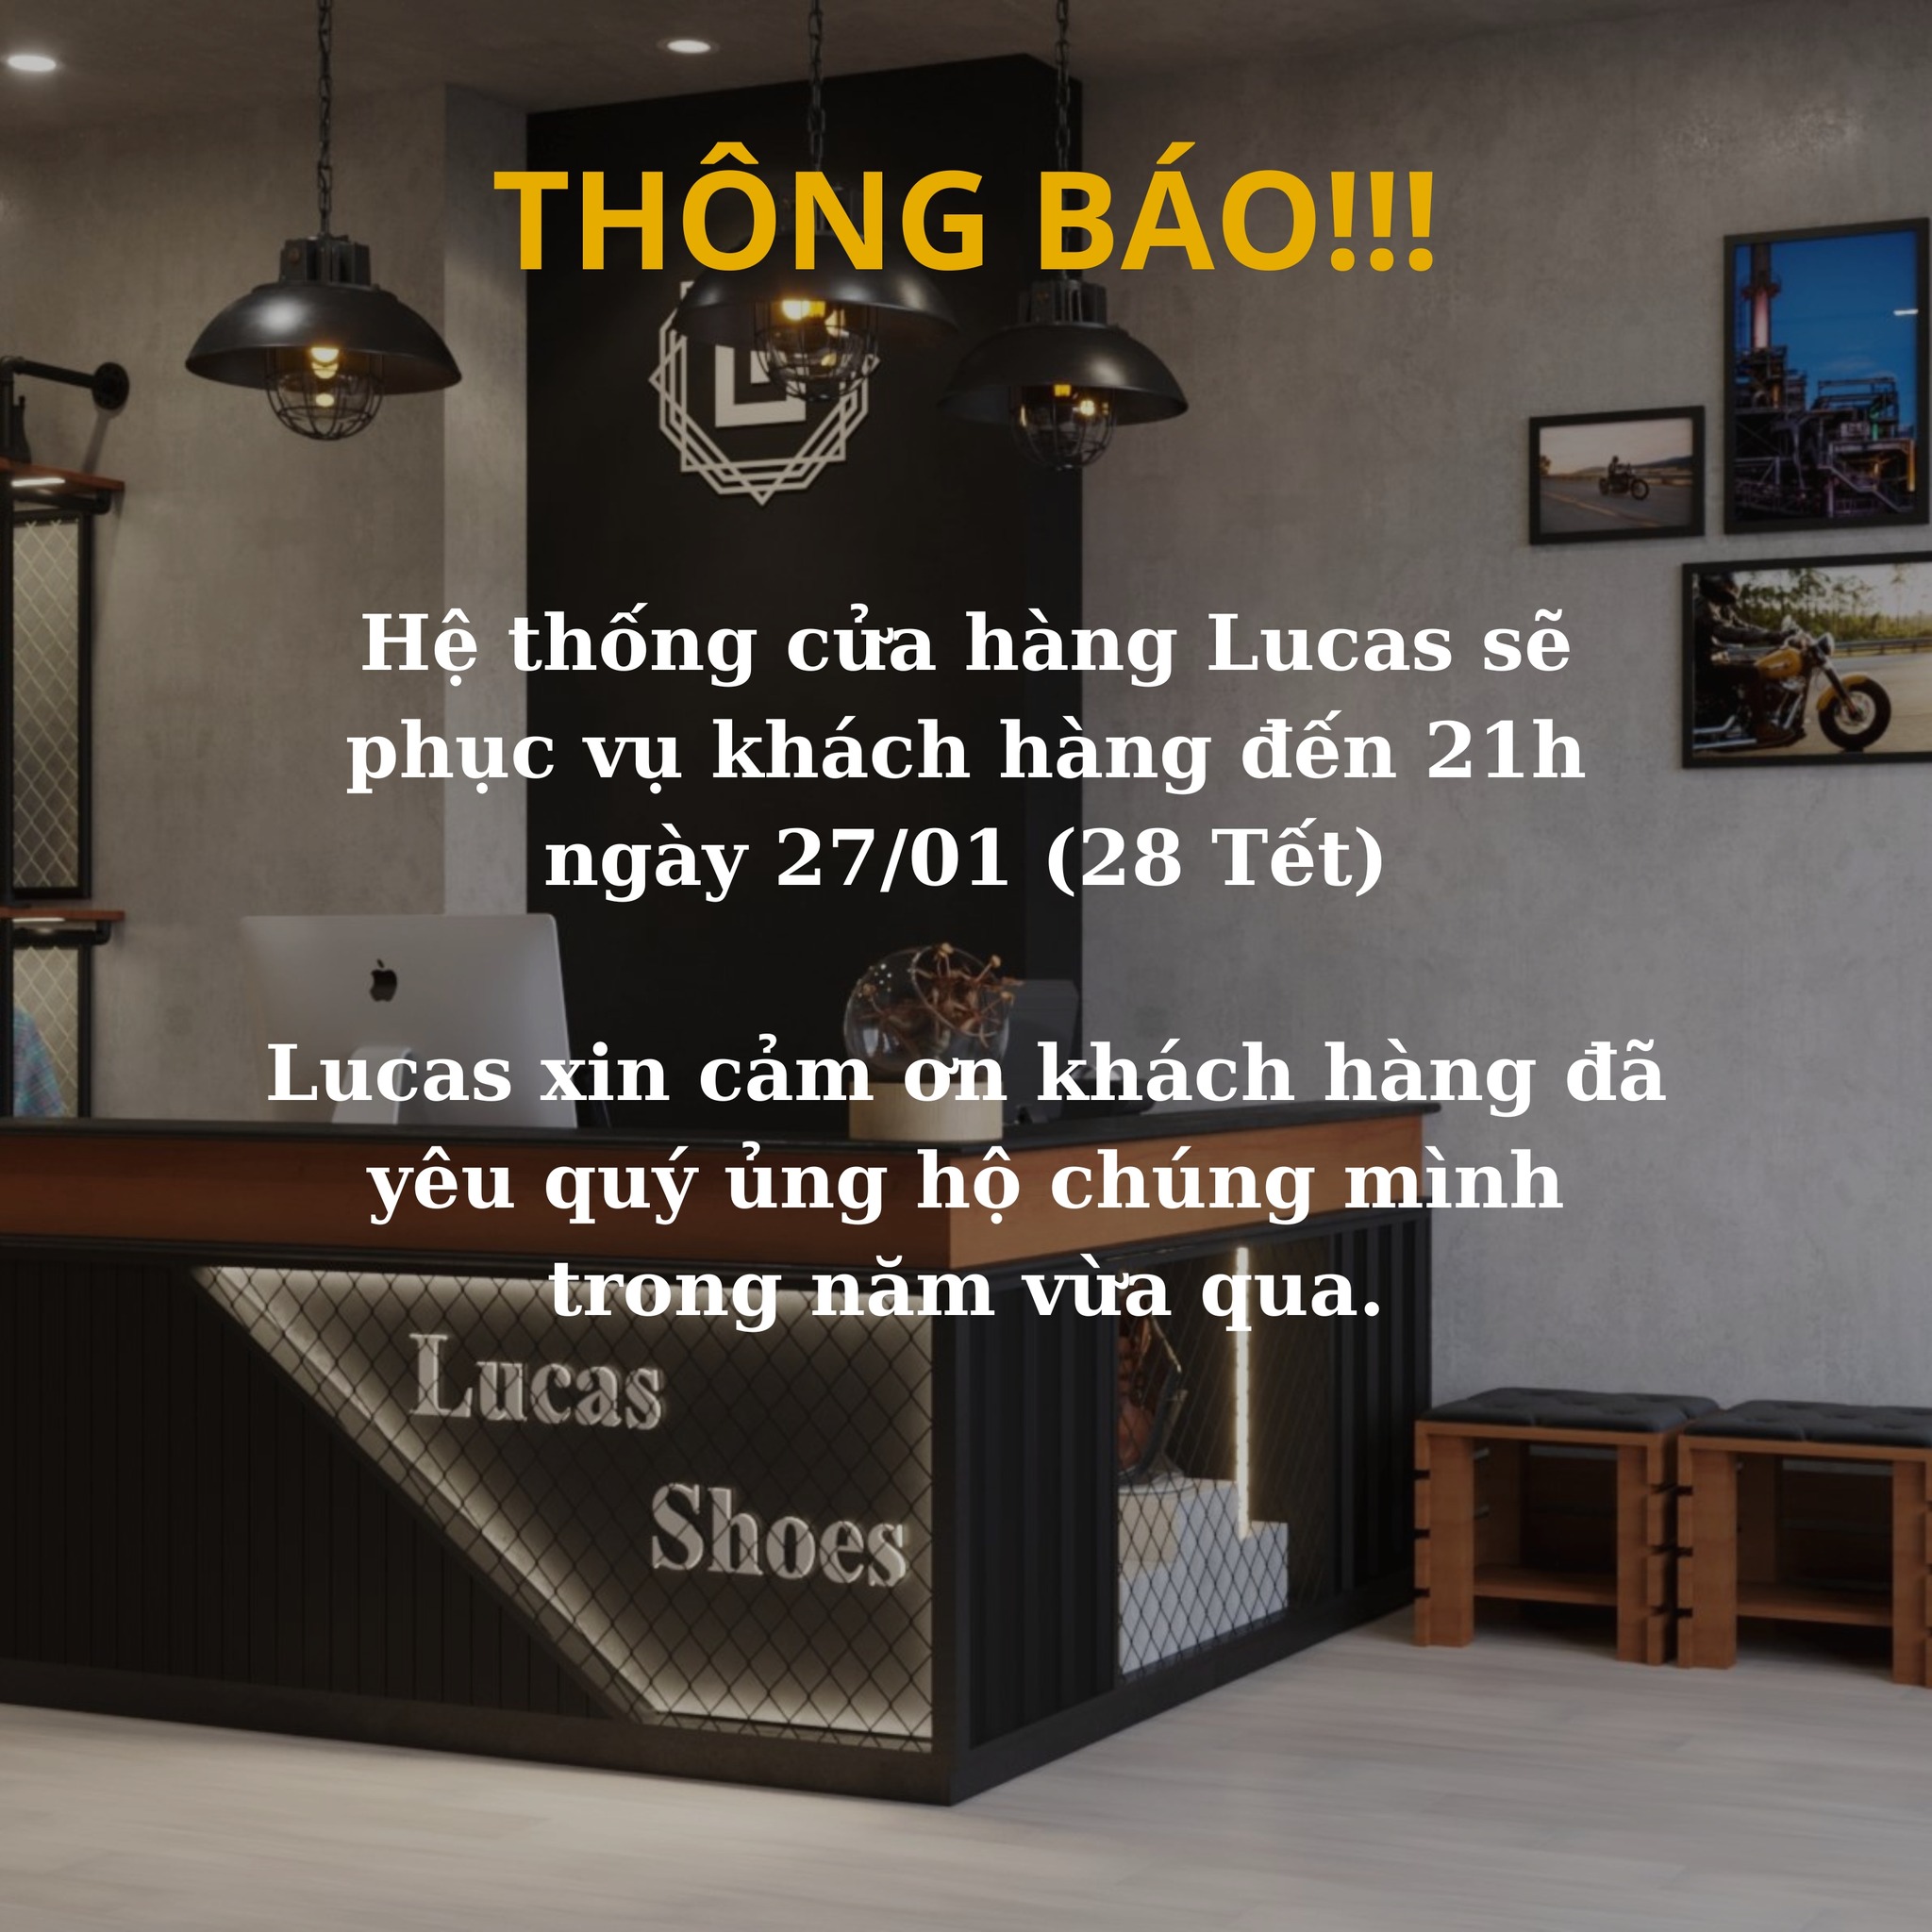 THÔNG BÁO!!!
Hệ thống cửa hàng Lucas sẽ
phục vụ khách hàng đến 21h
ngày 27/01 (28 Tết)
Lucas xin cảm ơn khách hàng đã
yêu quý ủng hộ chúng mình
trong năm vừa qua.
Lucas
Shoes